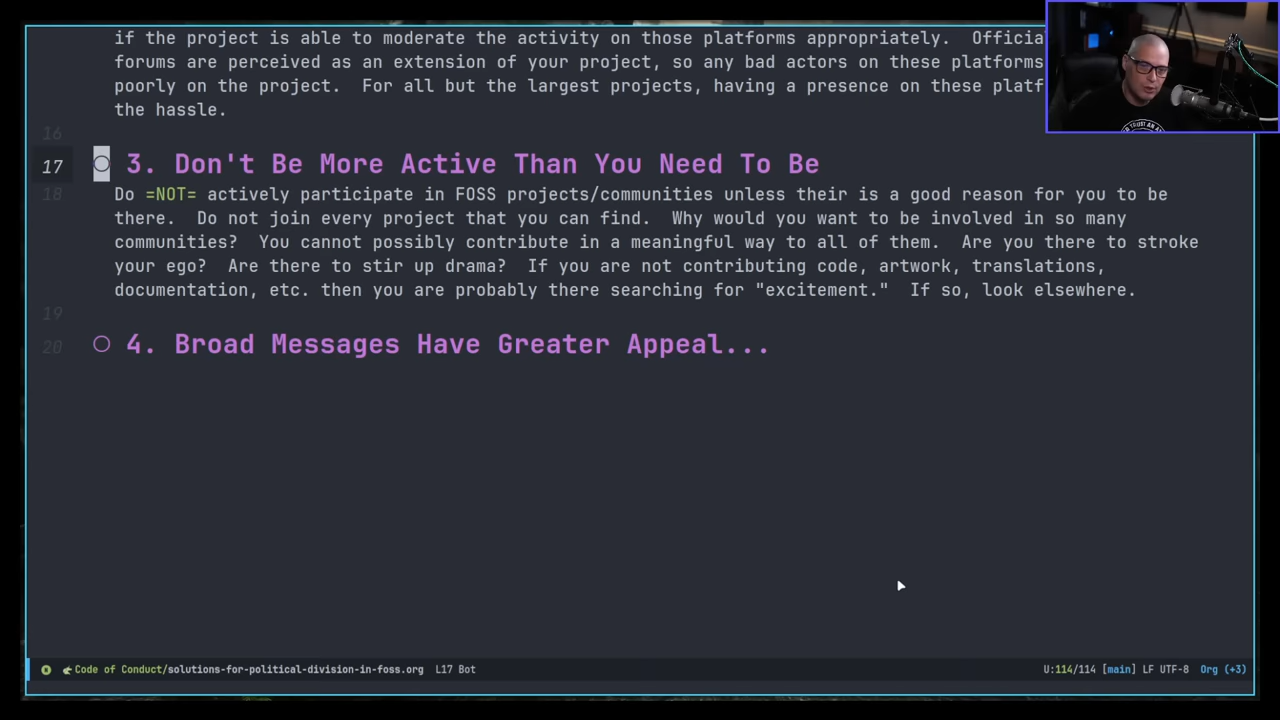 if the project is able to moderate the activity on those platforms appropriately. Officia
forums are perceived as an extension of your project, so any bad actors on these platforms
poorly on the project. For all but the largest projects, having a presence on these platf
the hassle.
16
17 3. Don't Be More Active Than You Need To Be
18 Do =NOT= actively participate in FOSS projects/communities unless their is a good reason for you to be
there. Do not join every project that you can find. Why would you want to be involved in so many
communities? You cannot possibly contribute in a meaningful way to all of them. Are you there to stroke
your ego? Are there to stir up drama? If you are not contributing code, artwork, translations,
documentation, etc. then you are probably there searching for "excitement." If so, look elsewhere.
19
20 4. Broad Messages Have Greater Appeal...
Code of Conduct/solutions-for-political-division-in-foss.org L17 Bot U:114/114 [main] LF UTF-8 Org (+3)